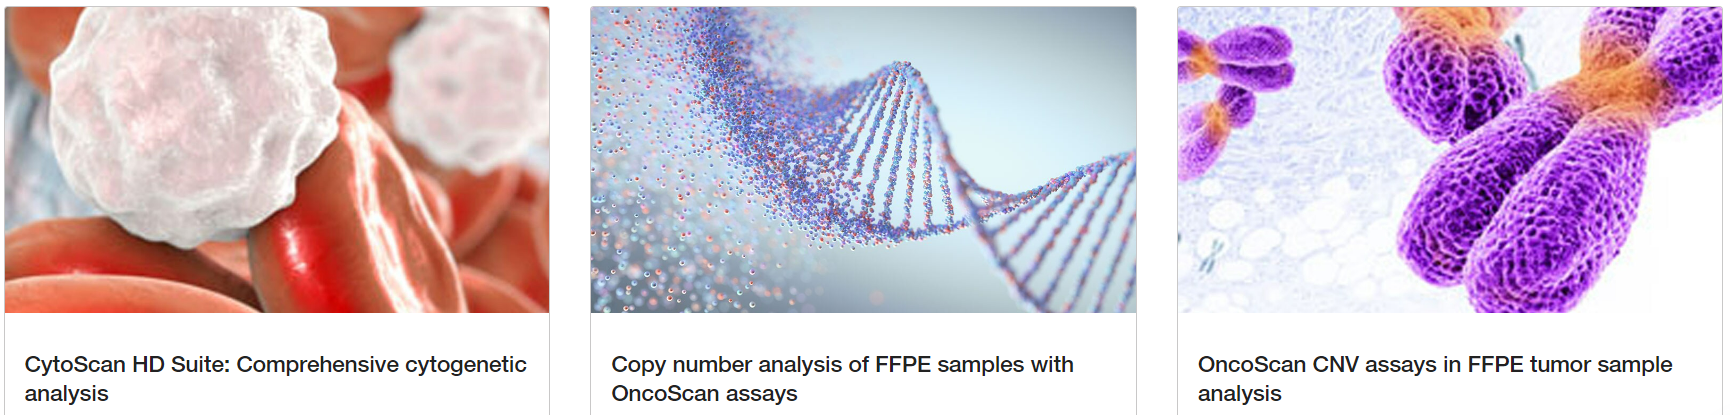 CytoScan HD Suite: Comprehensive cytogenetic
analysis
Copy number analysis of FFPE samples with
OncoScan assays
OncoScan CNV assays in FFPE tumor sample
analysis